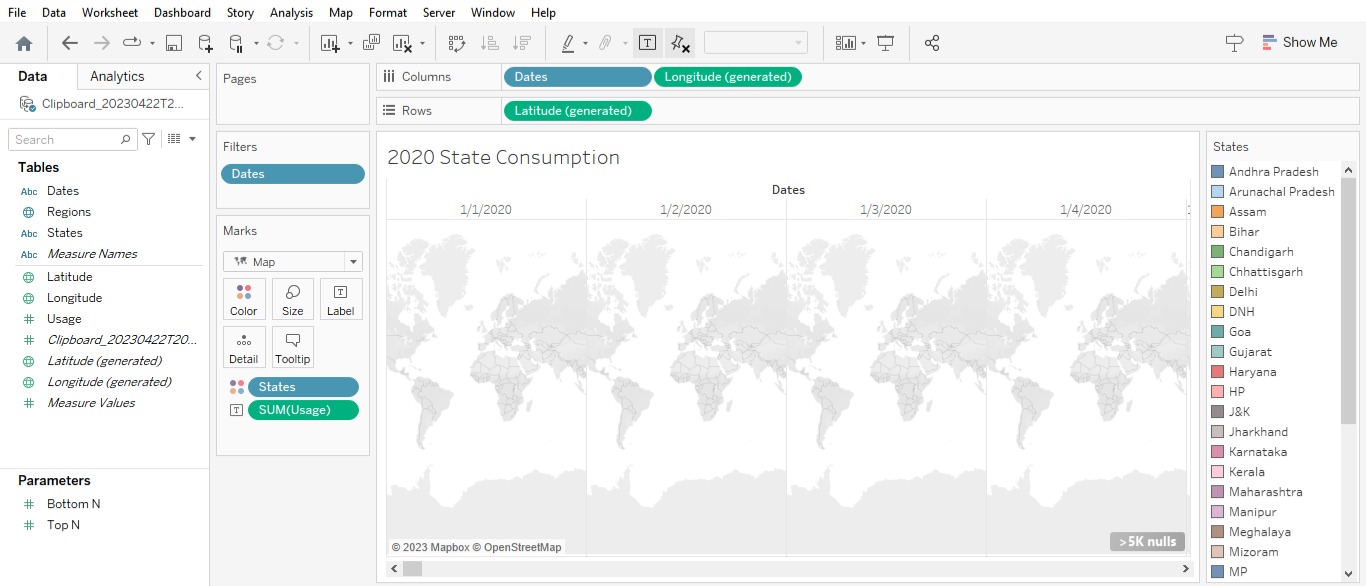 File Data Worksheet Dashboard Story Analysis Map Format Server Window Help
Show Me
Data Analytics
Clipboard_20230422T2...
Search
Tables
Abc Dates
Regions
Abc States
Abc Measure Names
Latitude
Longitude
Usage
Clipboard_20230422T20...
Latitude (generated)
Longitude (generated)
Measure Values
Parameters
Bottom N
Top N
Pages
Filters
Dates
Marks
Map
Color Size Label
Detail Tooltip
States
SUM(Usage)
Columns Dates Longitude (generated)
Rows Latitude (generated)
2020 State Consumption
Dates
1/1/2020 1/2/2020 1/3/2020 1/4/2020
© 2023 Mapbox © OpenStreetMap
>5K nulls
States
Andhra Pradesh
Arunachal Pradesh
Assam
Bihar
Chandigarh
Chhattisgarh
Delhi
DNH
Goa
Gujarat
Haryana
HP
J&K
Jharkhand
Karnataka
Kerala
Maharashtra
Manipur
Meghalaya
Mizoram
MP